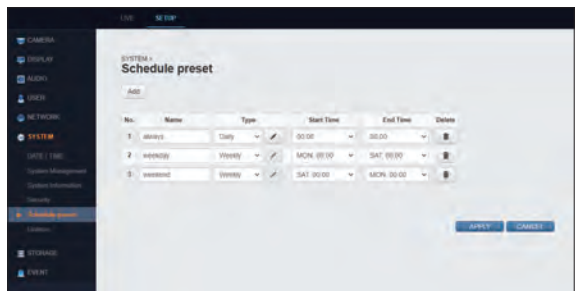 LIVE SETUP
CAMERA
DISPLAY
AUDIO
USER
NETWORK
SYSTEM
DATE / TIME
System Management
System Information
Security
Schedule preset
STORAGE
EVENT
SYSTEM >
Schedule preset
Add
No. Name Type Start Time End Time Delete
1 always Daily 00:00 00:00
2 weekday Weekly MON 00:00 SAT 00:00
3 weekend Weekly SAT 00:00 MON 00:00
APPLY CANCEL